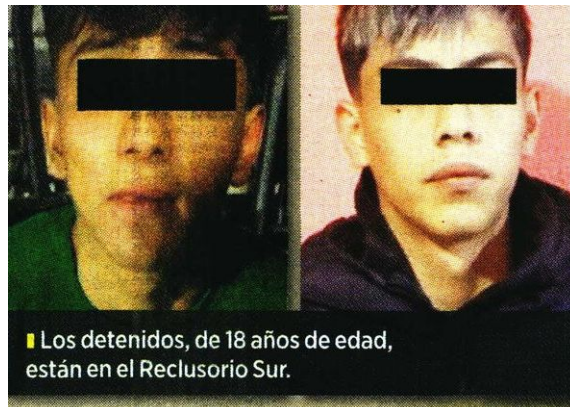 Los detenidos, de 18 años de edad,
están en el Reclusorio Sur.